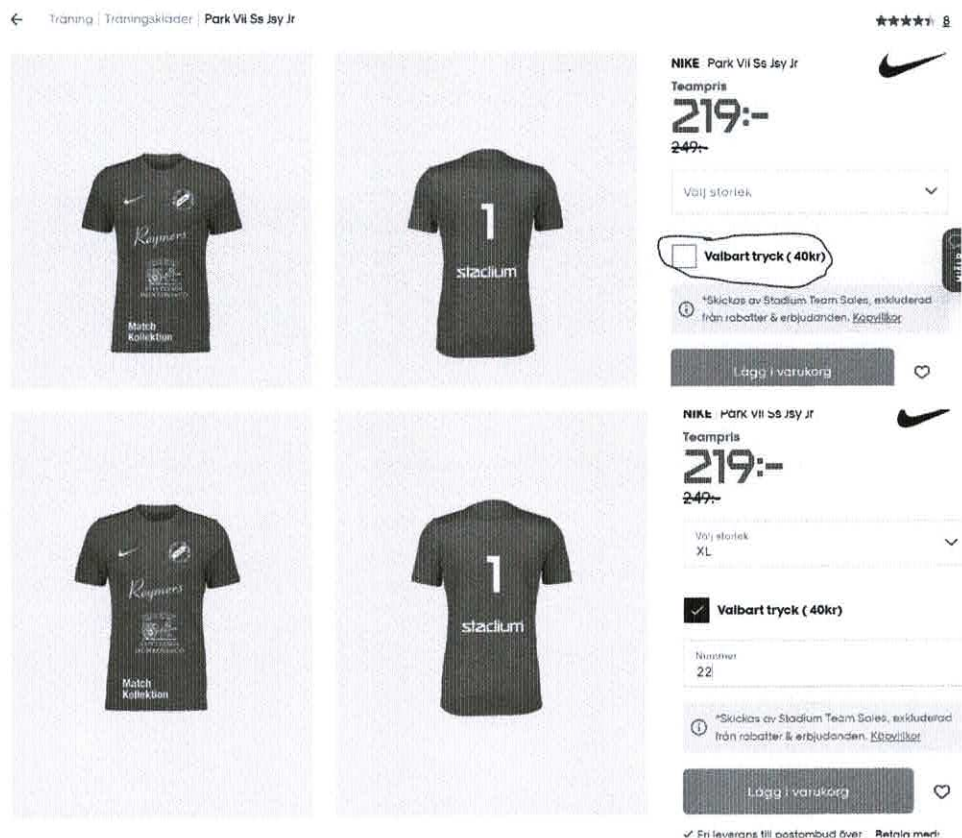 ← Träning | Träningskläder | Park Vii Ss Jsy Jr
8
NIKE Park Vii Ss Jsy Jr
Teampris
219:-
249:-
Välj storlek
Valbart tryck ( 40kr)
*Skickas av Stadium Team Sales, exkluderad
från rabatter & erbjudanden. Köpvillkor
Lägg i varukorg
Reymers
Match
Kollektion
1
stadium
NIKE Park Vii Ss Jsy Jr
Teampris
219:-
249:-
Välj storlek
XL
Valbart tryck ( 40kr)
Nummer
22
*Skickas av Stadium Team Sales, exkluderad
från rabatter & erbjudanden. Köpvillkor
Lägg i varukorg
✓ Fri leverans till postombud över Betala med:
Reymers
Match
Kollektion
1
stadium